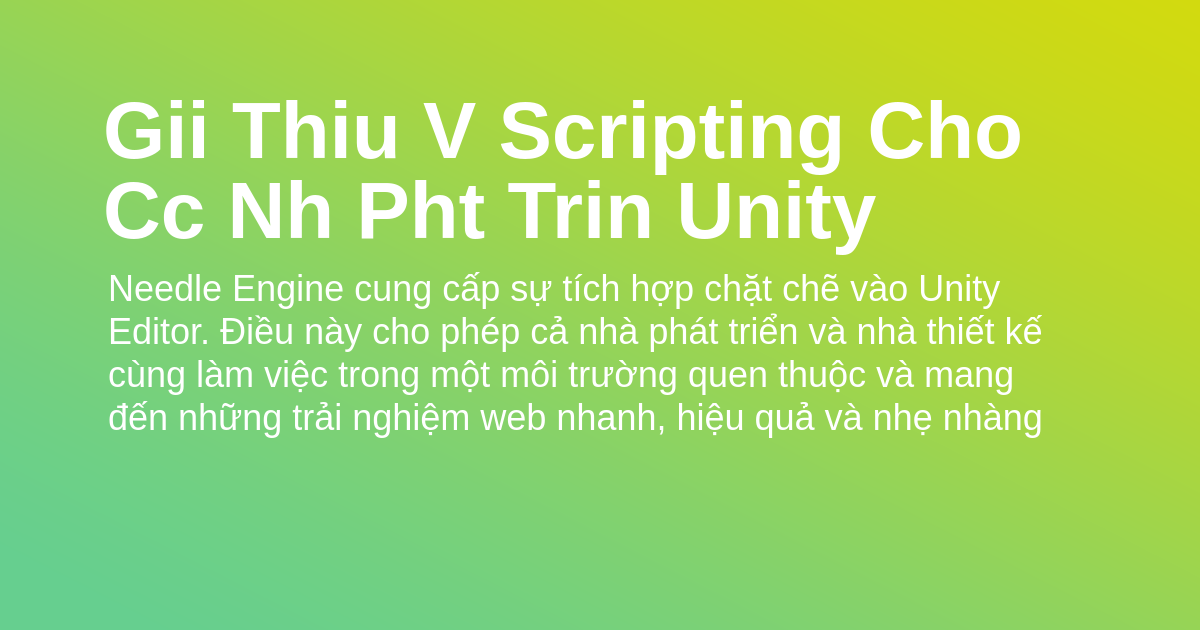 Gii Thiu V Scripting Cho
Cc Nh Pht Trin Unity
Needle Engine cung cấp sự tích hợp chặt chẽ vào Unity
Editor. Điều này cho phép cả nhà phát triển và nhà thiết kế
cùng làm việc trong một môi trường quen thuộc và mang
đến những trải nghiệm web nhanh, hiệu quả và nhẹ nhàng